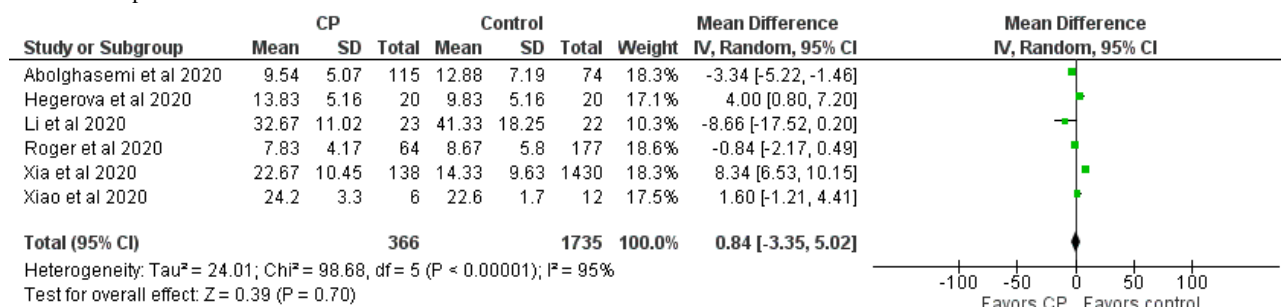 CP Control Mean Difference Mean Difference
Study or Subgroup Mean SD Total Mean SD Total Weight IV, Random, 95% CI IV, Random, 95% CI
Abolghasemi et al 2020 9.54 5.07 115 12.88 7.19 74 18.3% -3.34 [-5.22, -1.46]
Hegerova et al 2020 13.83 5.16 20 9.83 5.16 20 17.1% 4.00 [0.80, 7.20]
Li et al 2020 32.67 11.02 23 41.33 18.25 22 10.3% -8.66 [-17.52, 0.20]
Roger et al 2020 7.83 4.17 64 8.67 5.8 177 18.6% -0.84 [-2.17, 0.49]
Xia et al 2020 22.67 10.45 138 14.33 9.63 1430 18.3% 8.34 [6.53, 10.15]
Xiao et al 2020 24.2 3.3 6 22.6 1.7 12 17.5% 1.60 [-1.21, 4.41]
Total (95% CI) 366 1735 100.0% 0.84 [-3.35, 5.02]
Heterogeneity: Tau² = 24.01; Chi² = 98.68, df = 5 (P < 0.00001); I² = 95%
Test for overall effect: Z = 0.39 (P = 0.70)
-100 -50 0 50 100
Favors CP Favors control